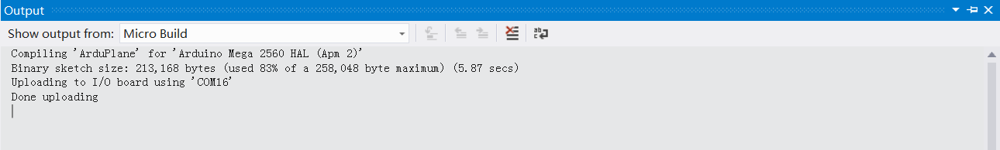 Output
Show output from: Micro Build
Compiling 'ArduPlane' for 'Arduino Mega 2560 HAL (Apm 2)'
Binary sketch size: 213,168 bytes (used 83% of a 258,048 byte maximum) (5.87 secs)
Uploading to I/O board using 'COM16'
Done uploading